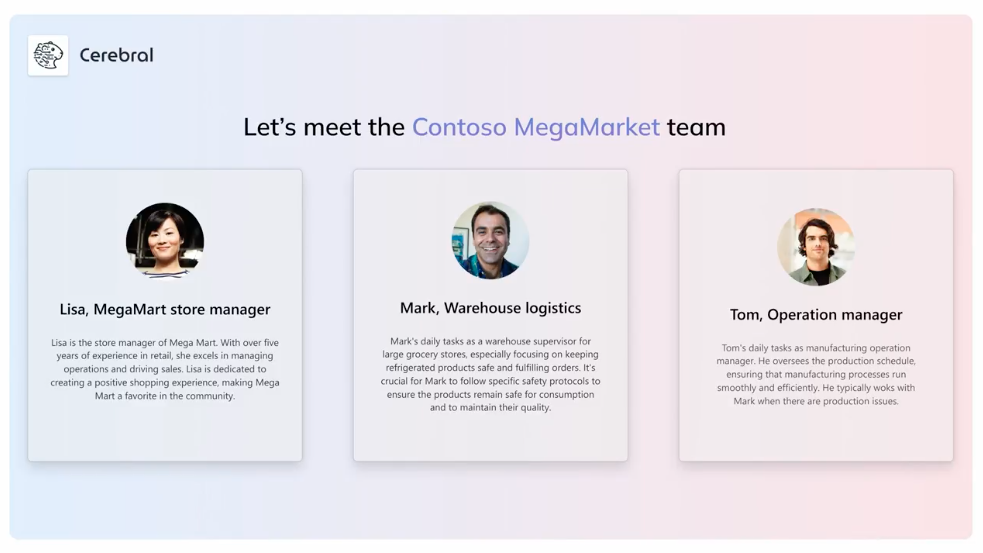 Cerebral
Let's meet the Contoso MegaMarket team
Lisa, MegaMart store manager
Lisa is the store manager of Mega Mart. With over five
years of experience in retail, she excels in managing
operations and driving sales. Lisa is dedicated to
creating a positive shopping experience, making Mega
Mart a favorite in the community.
Mark, Warehouse logistics
Mark's daily tasks as a warehouse supervisor for
large grocery stores, especially focusing on keeping
refrigerated products safe and fulfilling orders. It's
crucial for Mark to follow specific safety protocols to
ensure the products remain safe for consumption
and to maintain their quality.
Tom, Operation manager
Tom's daily tasks as manufacturing operation
manager. He oversees the production schedule,
ensuring that manufacturing processes run
smoothly and efficiently. He typically woks with
Mark when there are production issues.